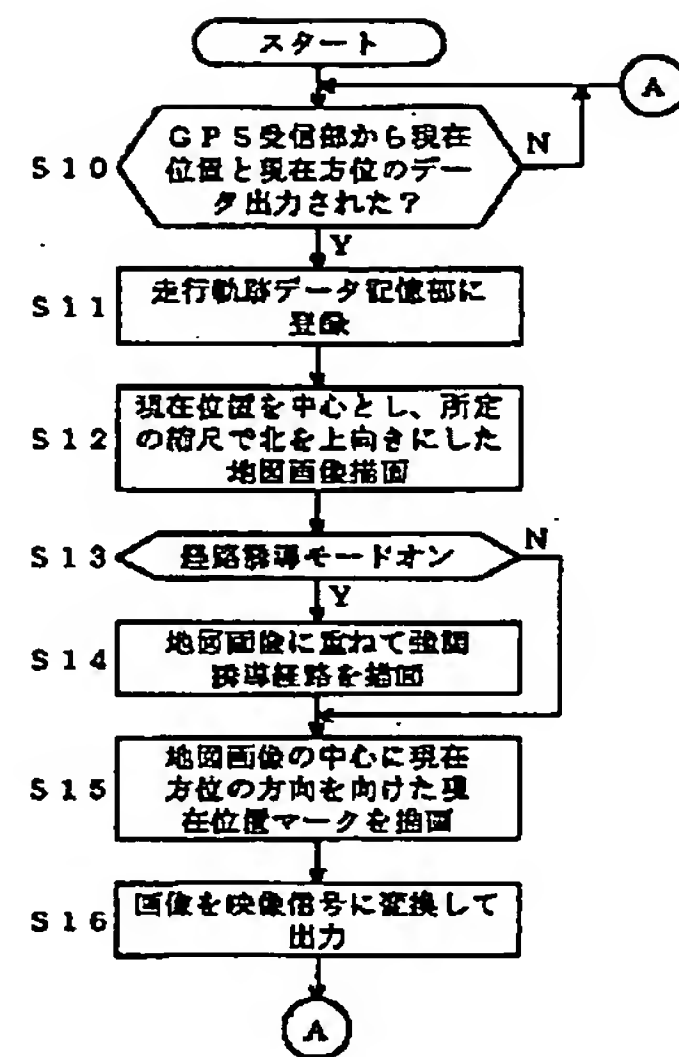 スタート
A
S10
GPS受信部から現在
位置と現在方位のデー
タ出力された？
N
Y
S11
走行軌跡データ記憶部に
登録
S12
現在位置を中心とし、所定
の縮尺で北を上向きにした
地図画像描画
S13
経路誘導モードオン
N
Y
S14
地図画像に重ねて強調
誘導経路を描画
S15
地図画像の中心に現在
方位の方向を向けた現
在位置マークを描画
S16
画像を映像信号に変換して
出力
A